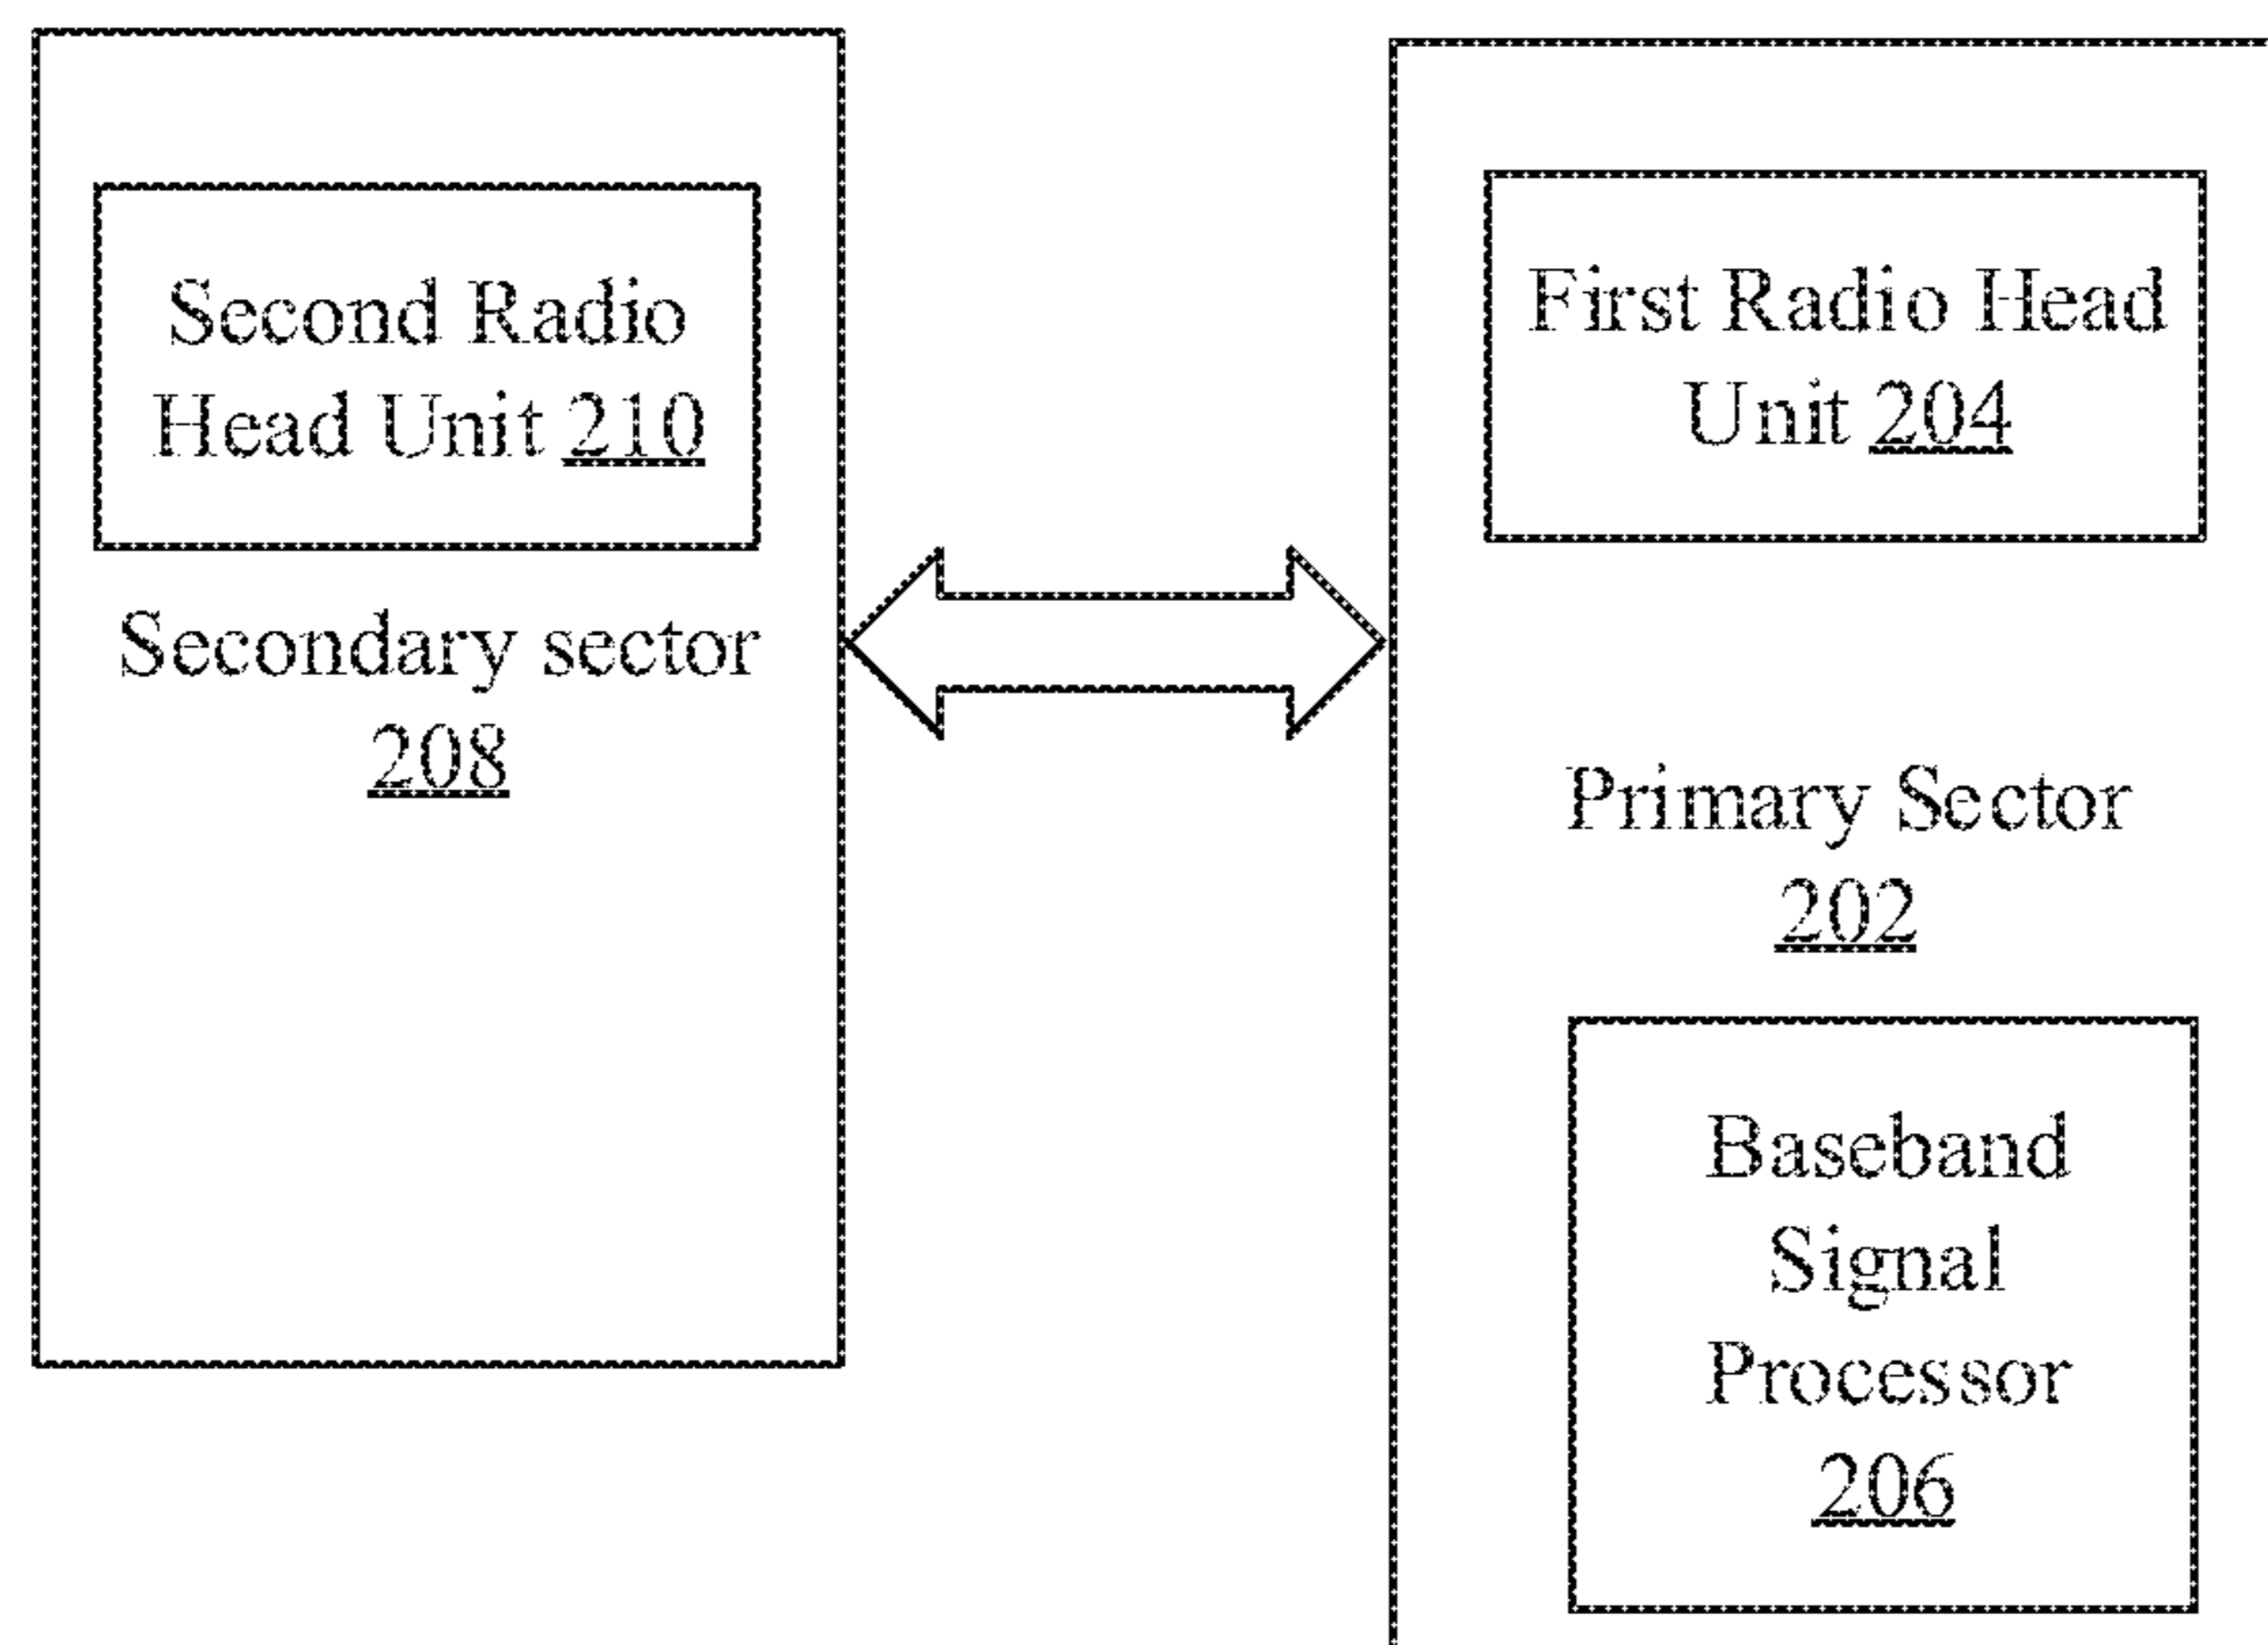 Second Radio
Head Unit 210
Secondary sector
208
First Radio Head
Unit 204
Primary Sector
202
Baseband
Signal
Processor
206